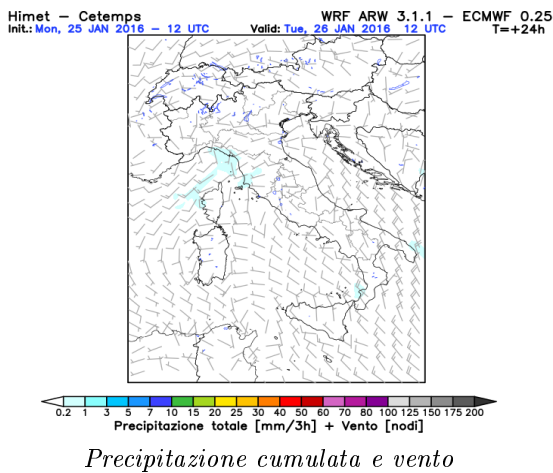 Himet – Cetemps WRF ARW 3.1.1 – ECMWF 0.25
Init.: Mon, 25 JAN 2016 – 12 UTC Valid: Tue, 26 JAN 2016 12 UTC T=+24h
0.2 1 3 5 7 10 15 20 25 30 40 50 60 70 80 100 125 150 175 200
Precipitazione totale [mm/3h] + Vento [nodi]
Precipitazione cumulata e vento